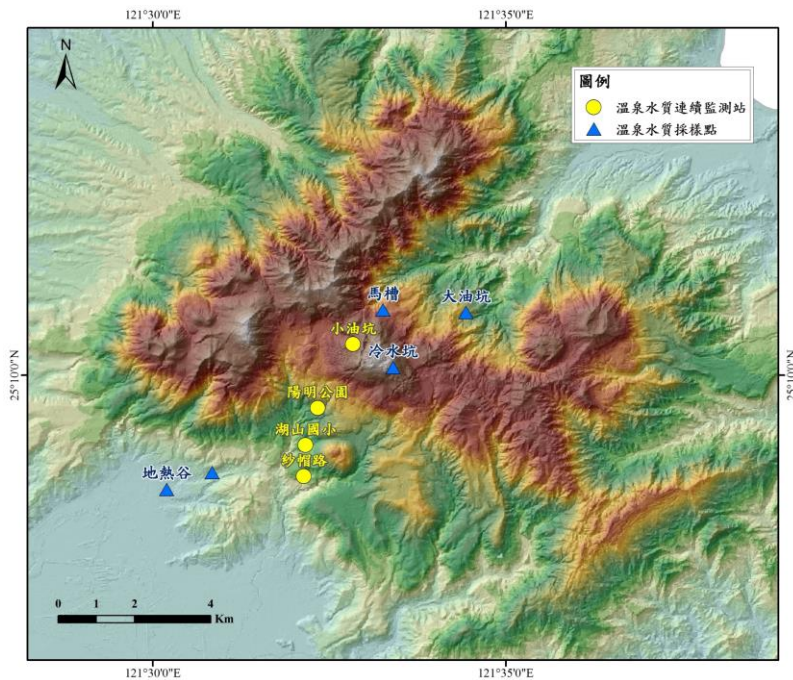 121°30'0"E
121°35'0"E
N
圖例
溫泉水質連續監測站
溫泉水質採樣點
馬槽
大油坑
小油坑
冷水坑
25°10'0"N
25°10'0"N
陽明公園
湖山國小
紗帽路
地熱谷
0 1 2 4
Km
121°30'0"E
121°35'0"E